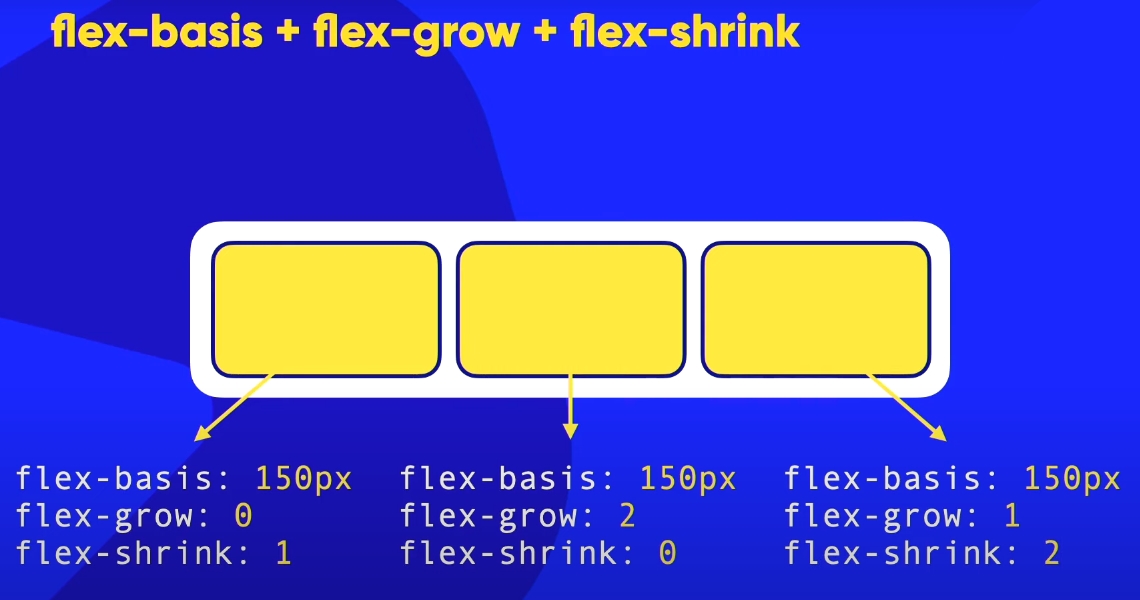 flex-basis + flex-grow + flex-shrink
flex-basis: 150px
flex-grow: 0
flex-shrink: 1
flex-basis: 150px
flex-grow: 2
flex-shrink: 0
flex-basis: 150px
flex-grow: 1
flex-shrink: 2